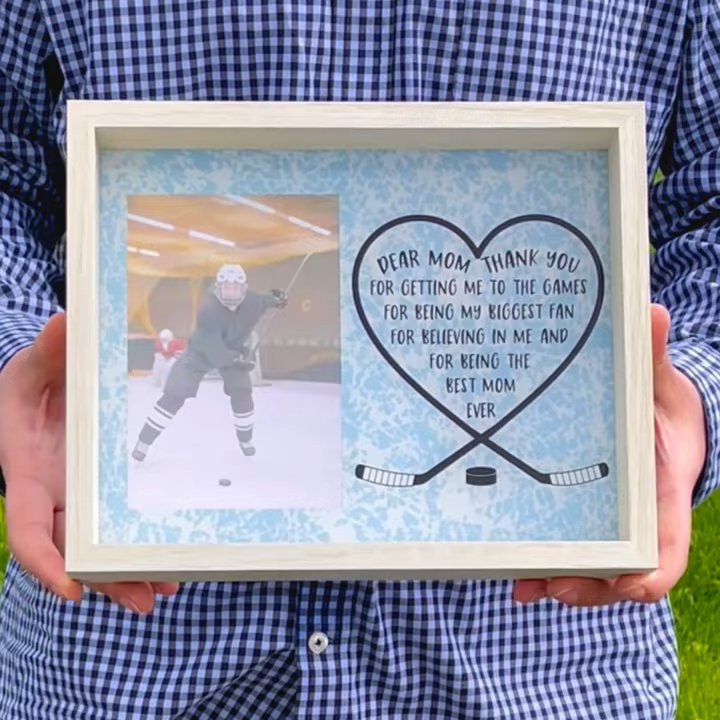 DEAR MOM THANK YOU
FOR GETTING ME TO THE GAMES
FOR BEING MY BIGGEST FAN
FOR BELIEVING IN ME AND
FOR BEING THE
BEST MOM
EVER